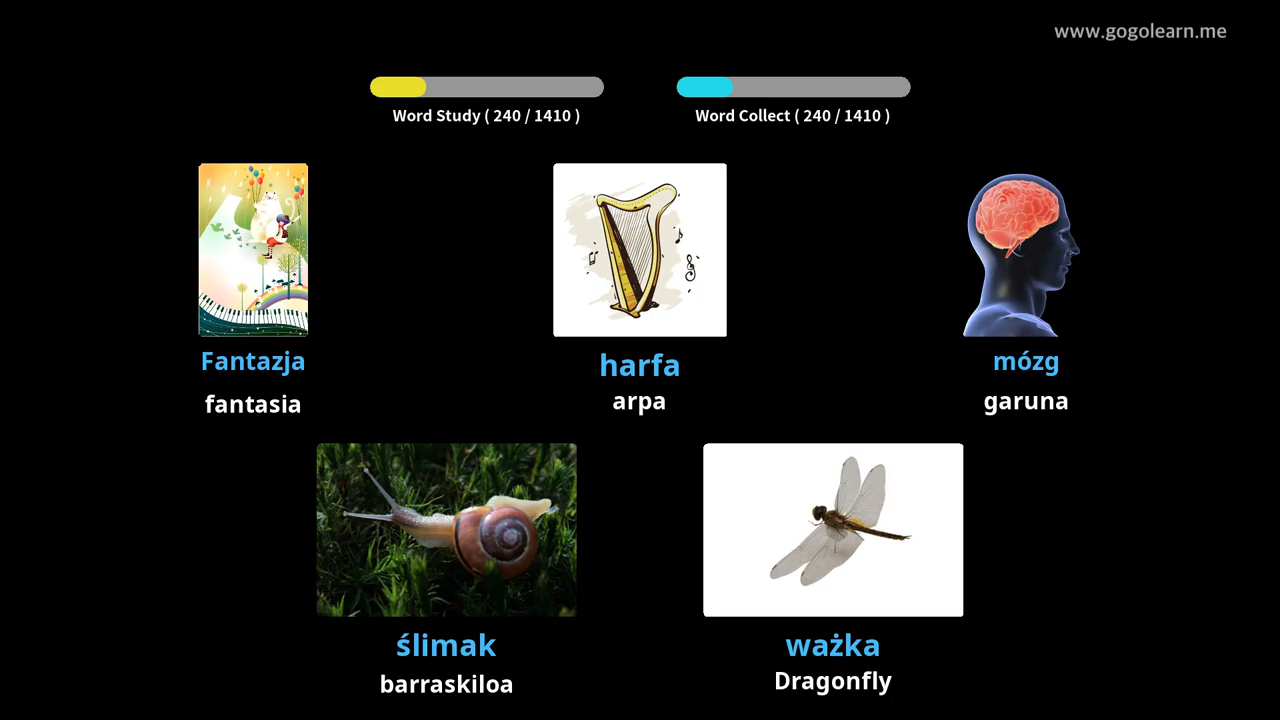 www.gogolearn.me
Word Study ( 240 / 1410 )
Word Collect ( 240 / 1410 )
Fantazja
fantasia
harfa
arpa
mózg
garuna
ślimak
barraskiloa
ważka
Dragonfly